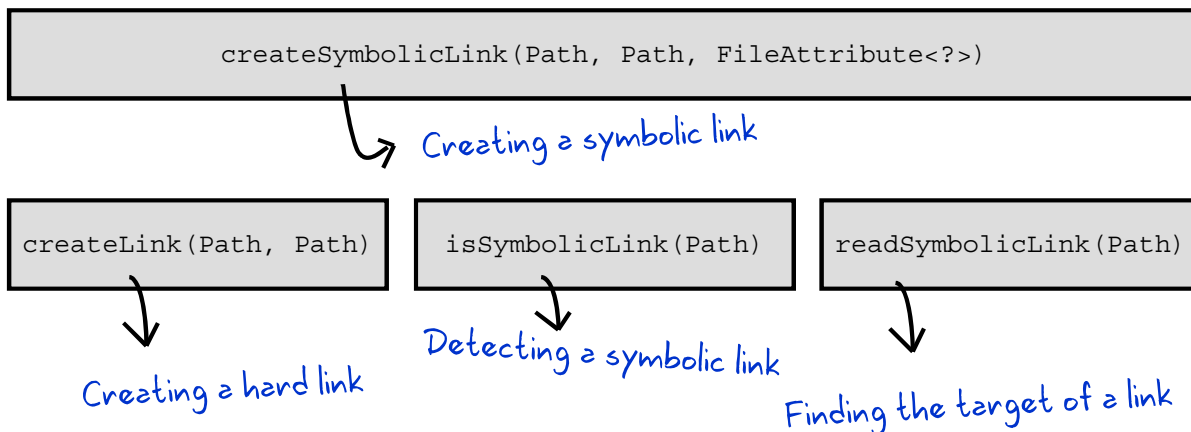 createSymbolicLink(Path, Path, FileAttribute<?>)
Creating a symbolic link
createLink(Path, Path)
isSymbolicLink(Path)
readSymbolicLink(Path)
Creating a hard link
Detecting a symbolic link
Finding the target of a link